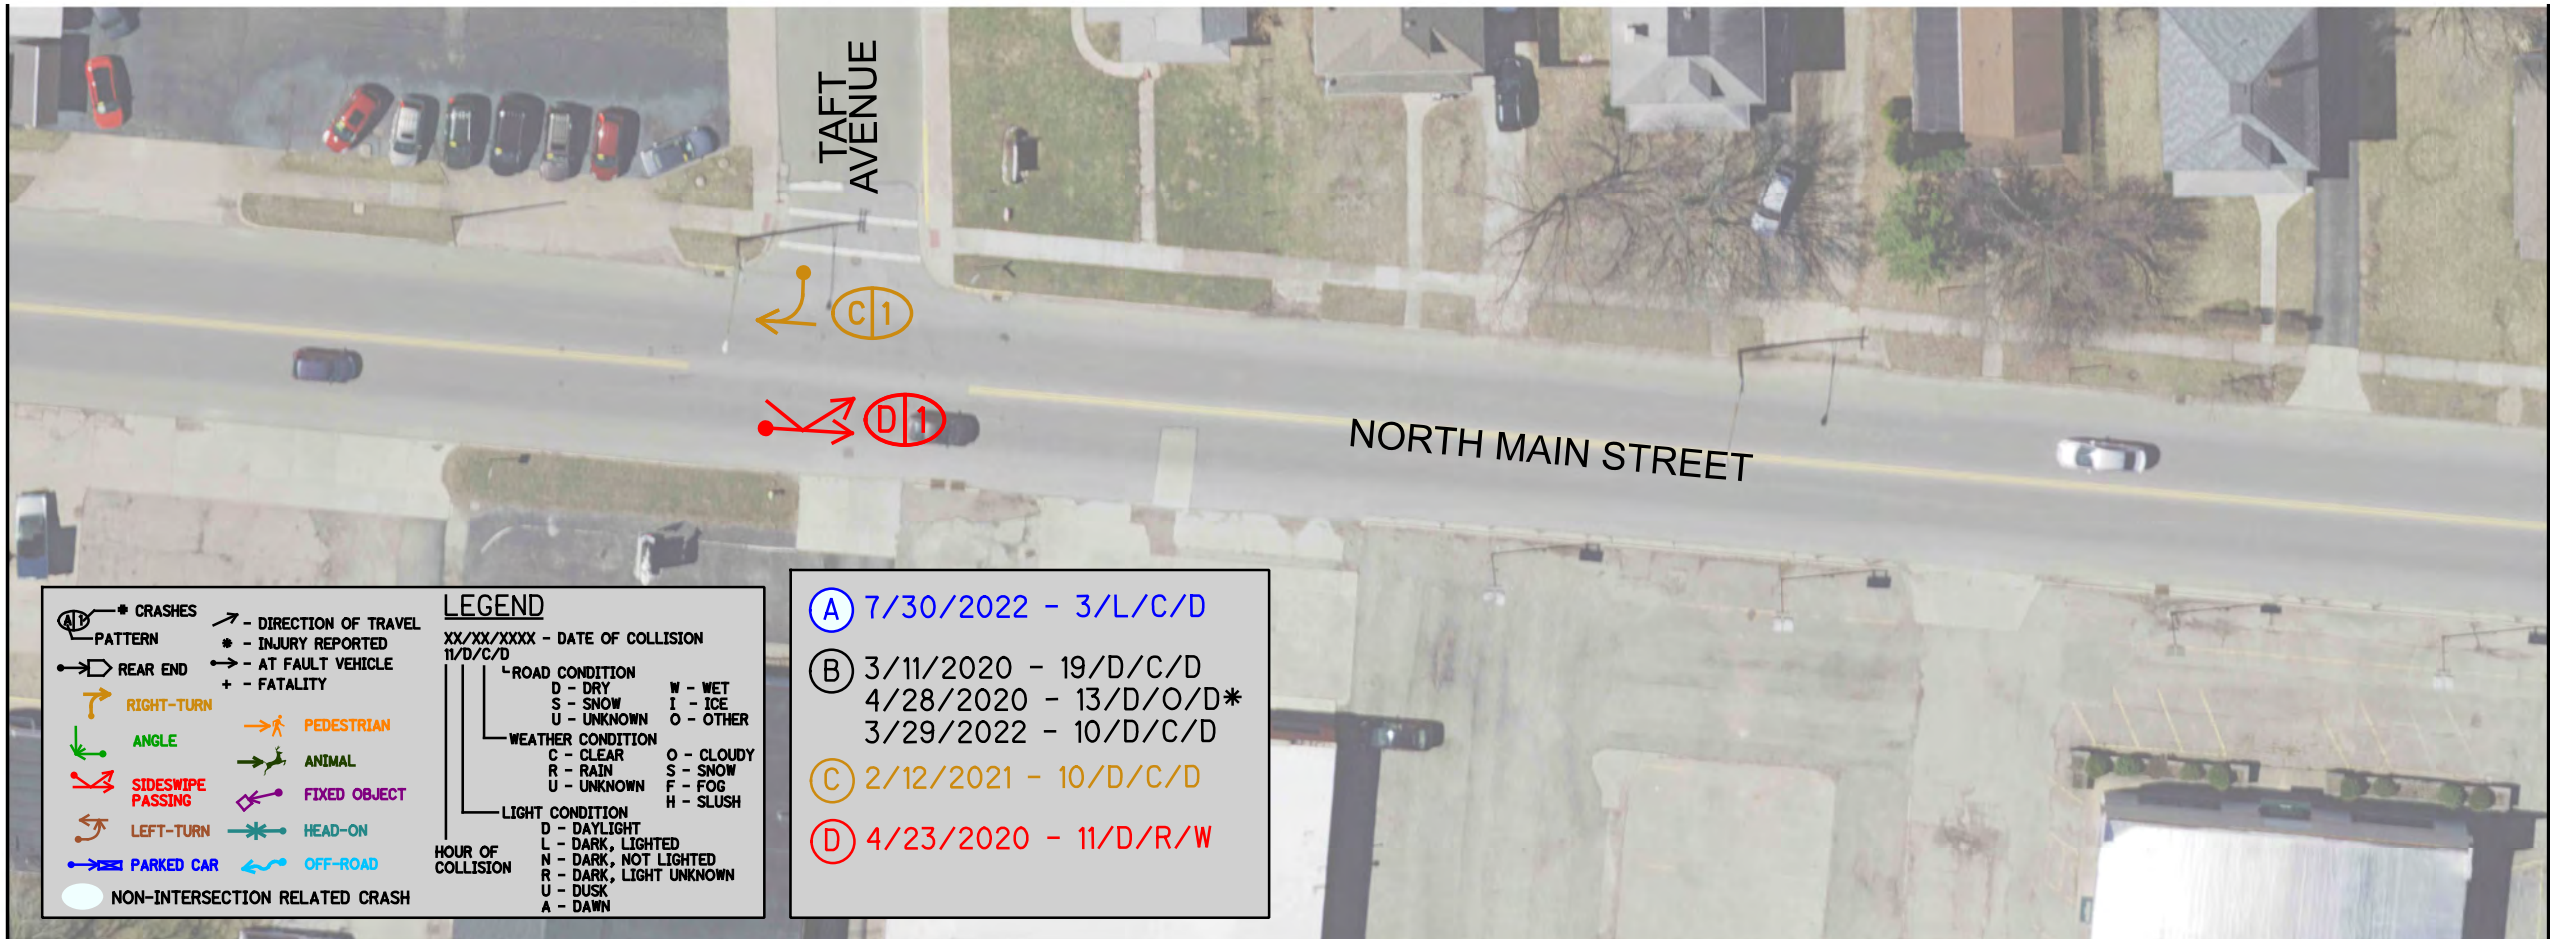 TAFT
AVENUE
C 1
D 1
NORTH MAIN STREET
LEGEND
A 1 * CRASHES
PATTERN
- DIRECTION OF TRAVEL
* - INJURY REPORTED
REAR END
- AT FAULT VEHICLE
+ - FATALITY
RIGHT-TURN
PEDESTRIAN
ANGLE
ANIMAL
SIDESWIPE
PASSING
FIXED OBJECT
LEFT-TURN
HEAD-ON
PARKED CAR
OFF-ROAD
NON-INTERSECTION RELATED CRASH
XX/XX/XXXX - DATE OF COLLISION
11/D/C/D
ROAD CONDITION
D - DRY W - WET
S - SNOW I - ICE
U - UNKNOWN O - OTHER
WEATHER CONDITION
C - CLEAR O - CLOUDY
R - RAIN S - SNOW
U - UNKNOWN F - FOG
H - SLUSH
LIGHT CONDITION
D - DAYLIGHT
L - DARK, LIGHTED
N - DARK, NOT LIGHTED
R - DARK, LIGHT UNKNOWN
U - DUSK
A - DAWN
HOUR OF
COLLISION
A 7/30/2022 - 3/L/C/D
B 3/11/2020 - 19/D/C/D
4/28/2020 - 13/D/O/D*
3/29/2022 - 10/D/C/D
C 2/12/2021 - 10/D/C/D
D 4/23/2020 - 11/D/R/W